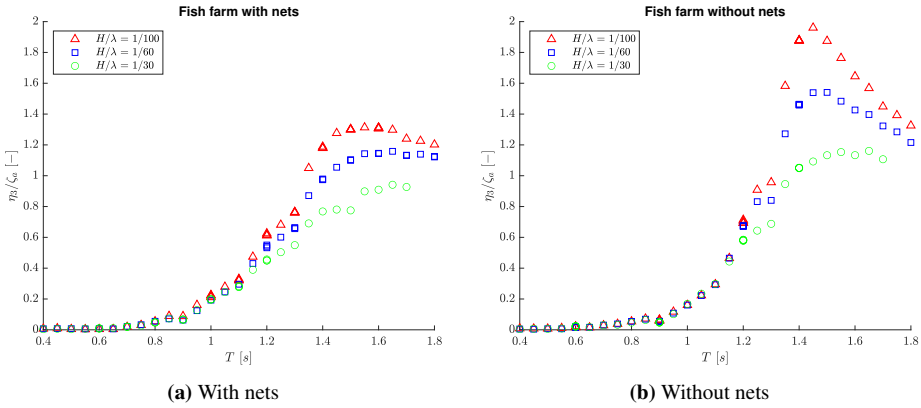 Fish farm with nets
H/λ = 1/100
H/λ = 1/60
H/λ = 1/30
2
1.8
1.6
1.4
1.2
1
0.8
0.6
0.4
0.2
0
η₃/ζₐ [−]
0.4 0.6 0.8 1.0 1.2 1.4 1.6 1.8
T [s]
(a) With nets
Fish farm without nets
H/λ = 1/100
H/λ = 1/60
H/λ = 1/30
2
1.8
1.6
1.4
1.2
1
0.8
0.6
0.4
0.2
0
η₃/ζₐ [−]
0.4 0.6 0.8 1.0 1.2 1.4 1.6 1.8
T [s]
(b) Without nets